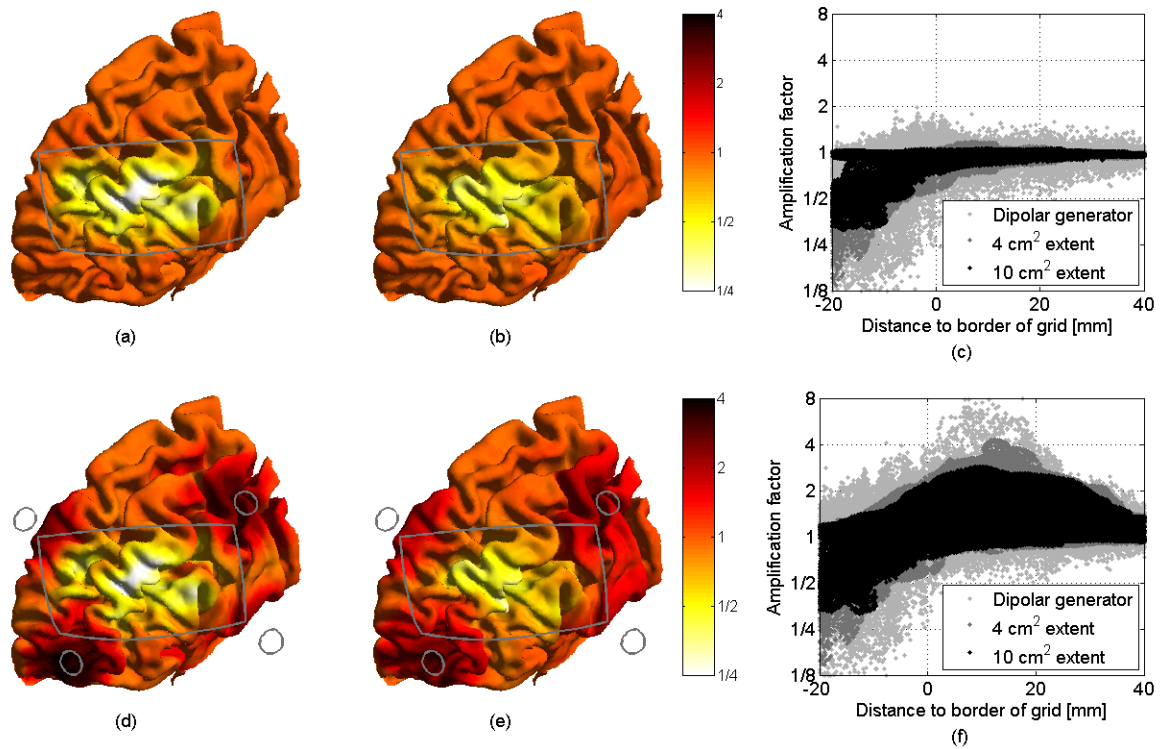 4
2
1
1/2
1/4
(a)
(b)
8
4
2
1
1/2
1/4
1/8
Amplification factor
Dipolar generator
4 cm² extent
10 cm² extent
-20
0
20
40
Distance to border of grid [mm]
(c)
4
2
1
1/2
1/4
(d)
(e)
8
4
2
1
1/2
1/4
1/8
Amplification factor
Dipolar generator
4 cm² extent
10 cm² extent
-20
0
20
40
Distance to border of grid [mm]
(f)